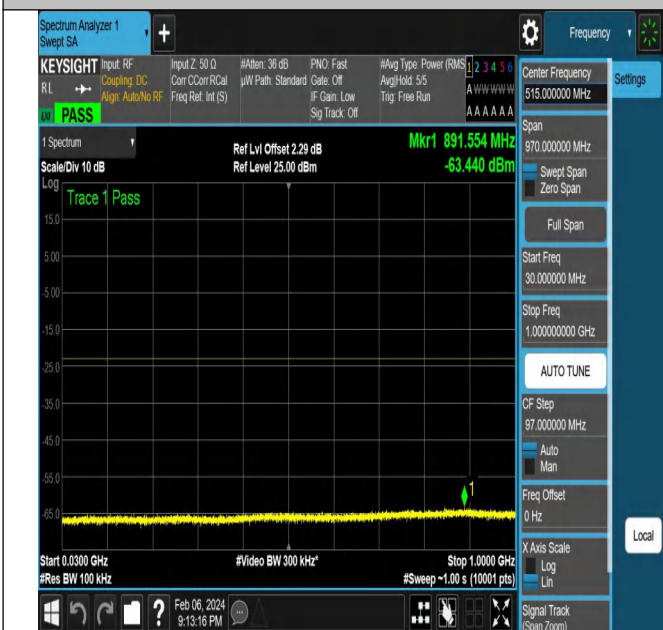 Spectrum Analyzer 1
Swept SA
+
Frequency
KEYSIGHT
RL
LXI
PASS
Input: RF
Coupling: DC
Align: Auto/No RF
Input Z: 50 Ω
Corr CCorr RCal
Freq Ref: Int (S)
#Atten: 36 dB
µW Path: Standard
PNO: Fast
Gate: Off
IF Gain: Low
Sig Track: Off
#Avg Type: Power (RMS
Avg|Hold: 5/5
Trig: Free Run
1 2 3 4 5 6
A W W W W W
A A A A A A
1 Spectrum
Scale/Div 10 dB
Ref Lvl Offset 2.29 dB
Ref Level 25.00 dBm
Mkr1 891.554 MHz
-63.440 dBm
Log
Trace 1 Pass
15.0
5.00
-5.00
-15.0
-25.0
-35.0
-45.0
-55.0
-65.0
1
Start 0.0300 GHz
#Res BW 100 kHz
#Video BW 300 kHz*
Stop 1.0000 GHz
#Sweep ~1.00 s (10001 pts)
?
Feb 06, 2024
9:13:16 PM
Center Frequency
515.000000 MHz
Settings
Span
970.000000 MHz
Swept Span
Zero Span
Full Span
Start Freq
30.000000 MHz
Stop Freq
1.000000000 GHz
AUTO TUNE
CF Step
97.000000 MHz
Auto
Man
Freq Offset
0 Hz
Local
X Axis Scale
Log
Lin
Signal Track
(Span Zoom)